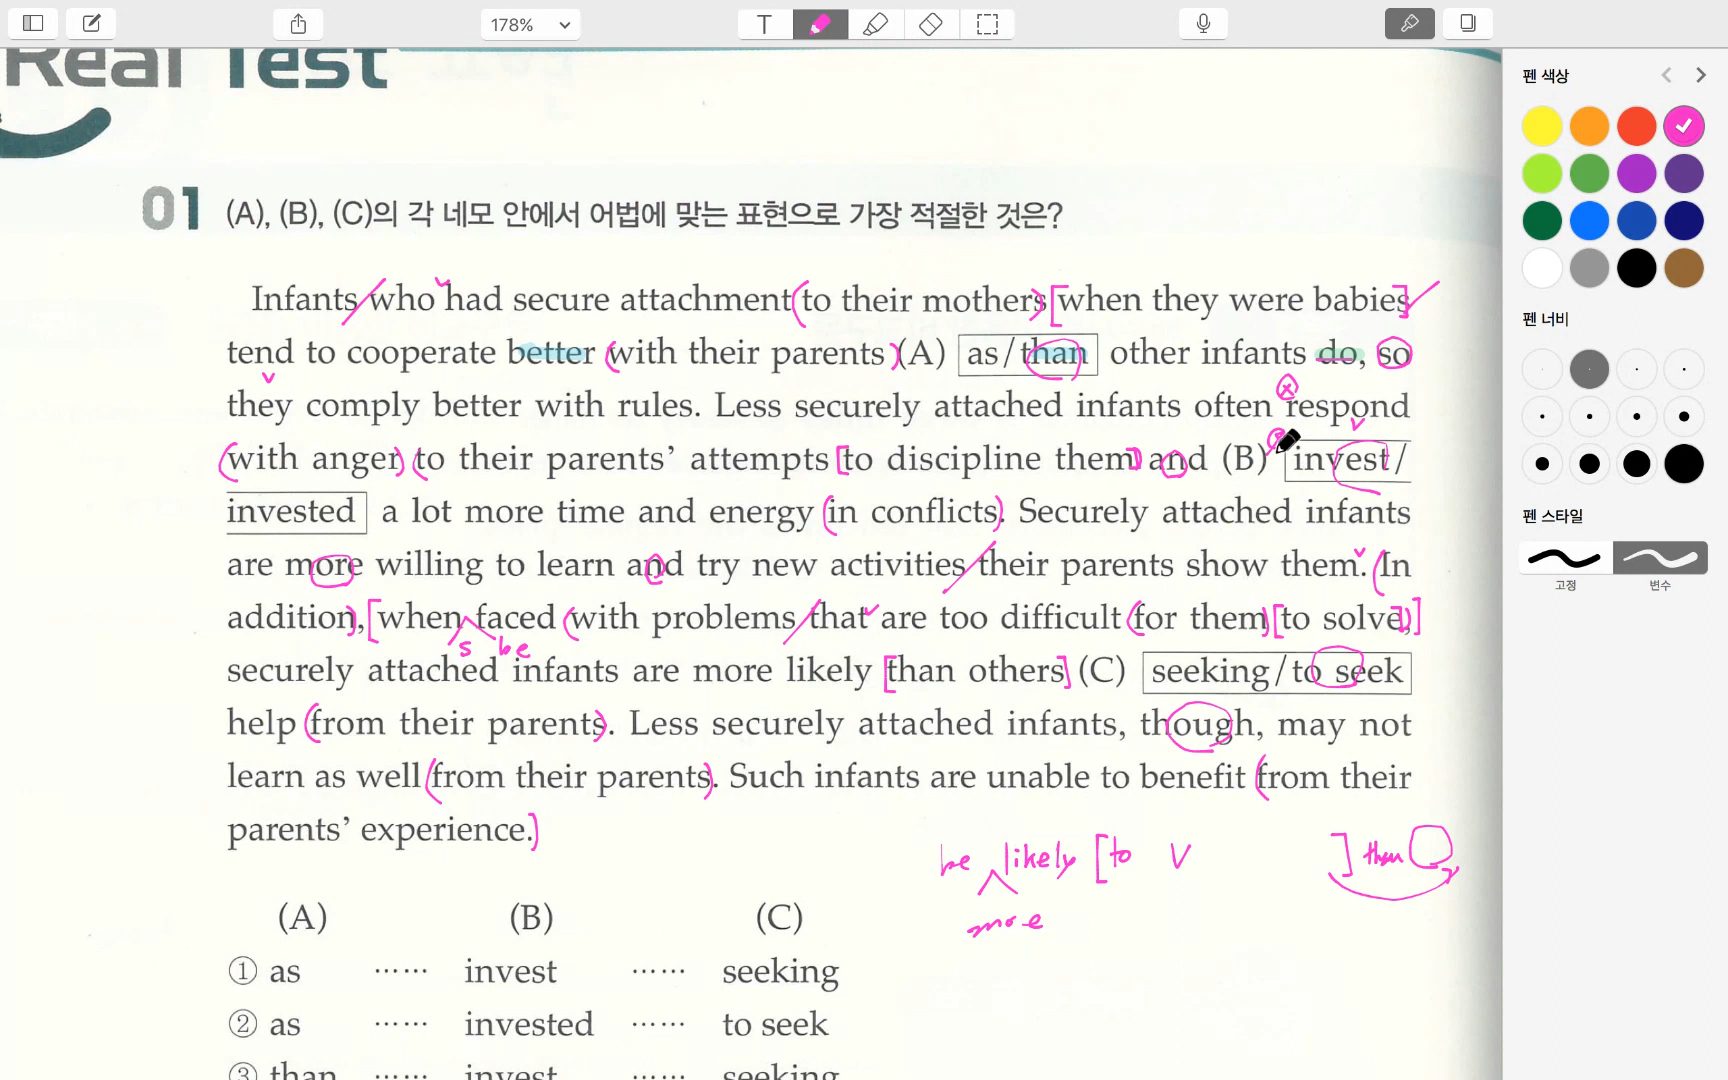 178%
T
Real Test
펜 색상
01 (A), (B), (C)의 각 네모 안에서 어법에 맞는 표현으로 가장 적절한 것은?
Infants who had secure attachment to their mothers when they were babies
tend to cooperate better with their parents (A) as / than other infants do, so
they comply better with rules. Less securely attached infants often respond
with anger to their parents’ attempts to discipline them and (B) invest /
invested a lot more time and energy in conflicts. Securely attached infants
are more willing to learn and try new activities their parents show them. In
addition, when faced with problems that are too difficult for them to solve,
s be
securely attached infants are more likely than others (C) seeking / to seek
help from their parents. Less securely attached infants, though, may not
learn as well from their parents. Such infants are unable to benefit from their
parents’ experience.
be likely [to V ] than
more
(A) (B) (C)
① as ...... invest ...... seeking
② as ...... invested ...... to seek
③ than ...... invest ...... seeking
펜 너비
펜 스타일
고정 변수